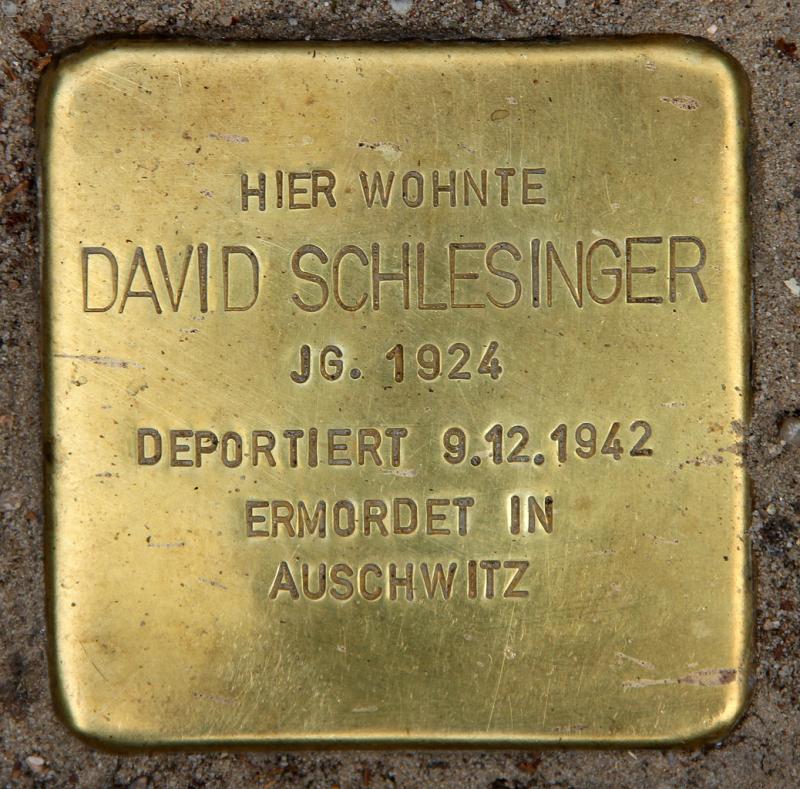 HIER WOHNTE
DAVID SCHLESINGER
JG. 1924
DEPORTIERT 9.12.1942
ERMORDET IN
AUSCHWITZ